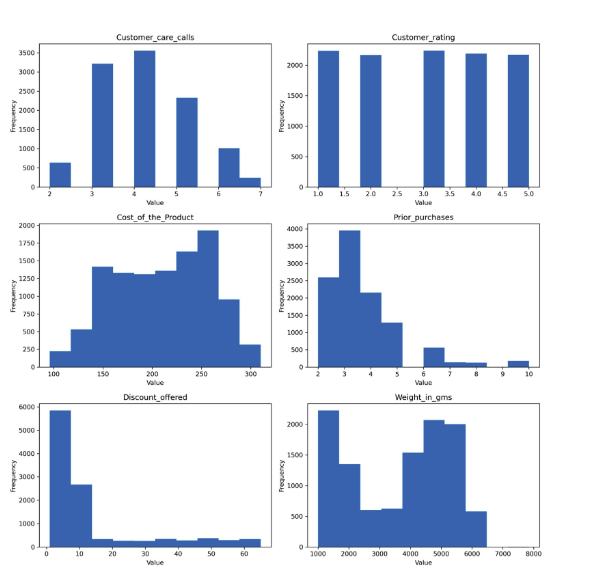 Customer_care_calls
3500
3000
2500
2000
1500
1000
500
0
Frequency
2 3 4 5 6 7
Value
Customer_rating
2000
1500
1000
500
0
Frequency
1.0 1.5 2.0 2.5 3.0 3.5 4.0 4.5 5.0
Value
Cost_of_the_Product
2000
1750
1500
1250
1000
750
500
250
0
Frequency
100 150 200 250 300
Value
Prior_purchases
4000
3500
3000
2500
2000
1500
1000
500
0
Frequency
2 3 4 5 6 7 8 9 10
Value
Discount_offered
6000
5000
4000
3000
2000
1000
0
Frequency
0 10 20 30 40 50 60
Value
Weight_in_gms
2000
1500
1000
500
0
Frequency
1000 2000 3000 4000 5000 6000 7000 8000
Value